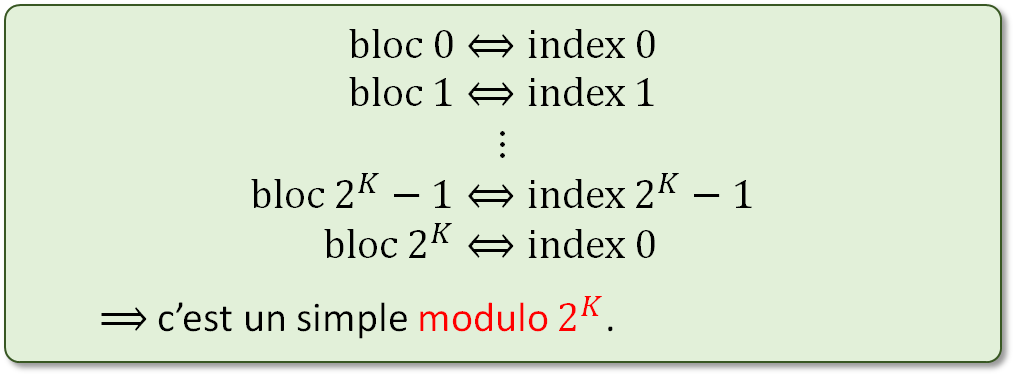 bloc 0 ⟺ index 0
bloc 1 ⟺ index 1
⋮
bloc 2^K − 1 ⟺ index 2^K − 1
bloc 2^K ⟺ index 0
⟹ c’est un simple modulo 2^K.